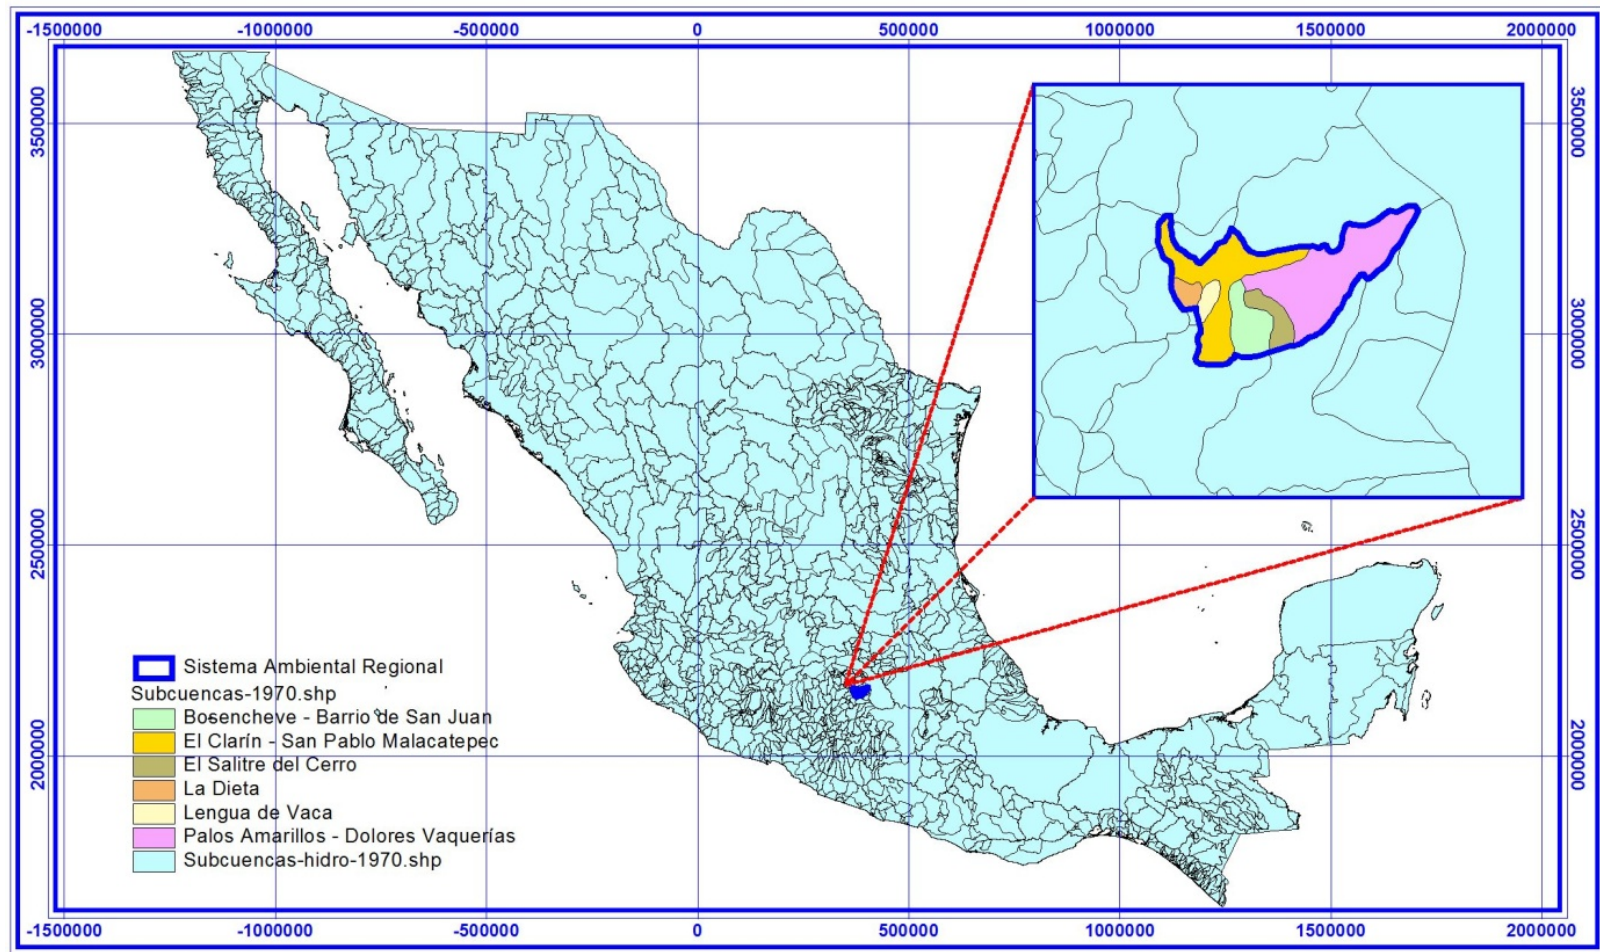 -1500000 -1000000 -500000 0 500000 1000000 1500000 2000000
3500000 3500000
3000000 3000000
2500000 2500000
2000000 2000000
Sistema Ambiental Regional
Subcuencas-1970.shp
Bosencheve - Barrio de San Juan
El Clarín - San Pablo Malacatepec
El Salitre del Cerro
La Dieta
Lengua de Vaca
Palos Amarillos - Dolores Vaquerías
Subcuencas-hidro-1970.shp
-1500000 -1000000 -500000 0 500000 1000000 1500000 2000000